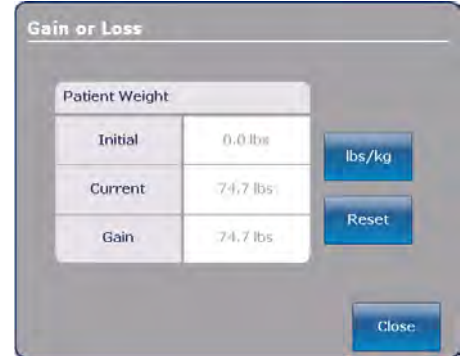 Gain or Loss
Patient Weight
Initial 0.0 lbs
lbs/kg
Current 74.7 lbs
Reset
Gain 74.7 lbs
Close